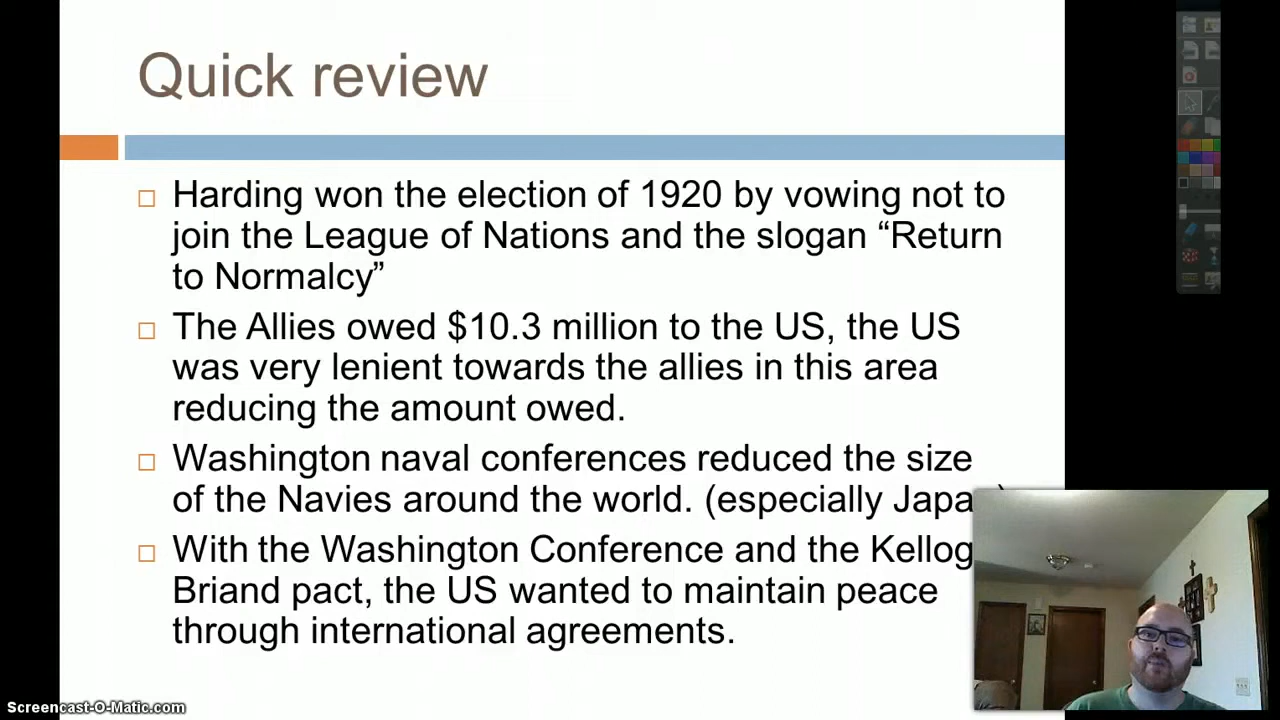 Quick review
Harding won the election of 1920 by vowing not to
join the League of Nations and the slogan “Return
to Normalcy”
The Allies owed $10.3 million to the US, the US
was very lenient towards the allies in this area
reducing the amount owed.
Washington naval conferences reduced the size
of the Navies around the world. (especially Japa )
With the Washington Conference and the Kellog
Briand pact, the US wanted to maintain peace
through international agreements.
Screencast-O-Matic.com